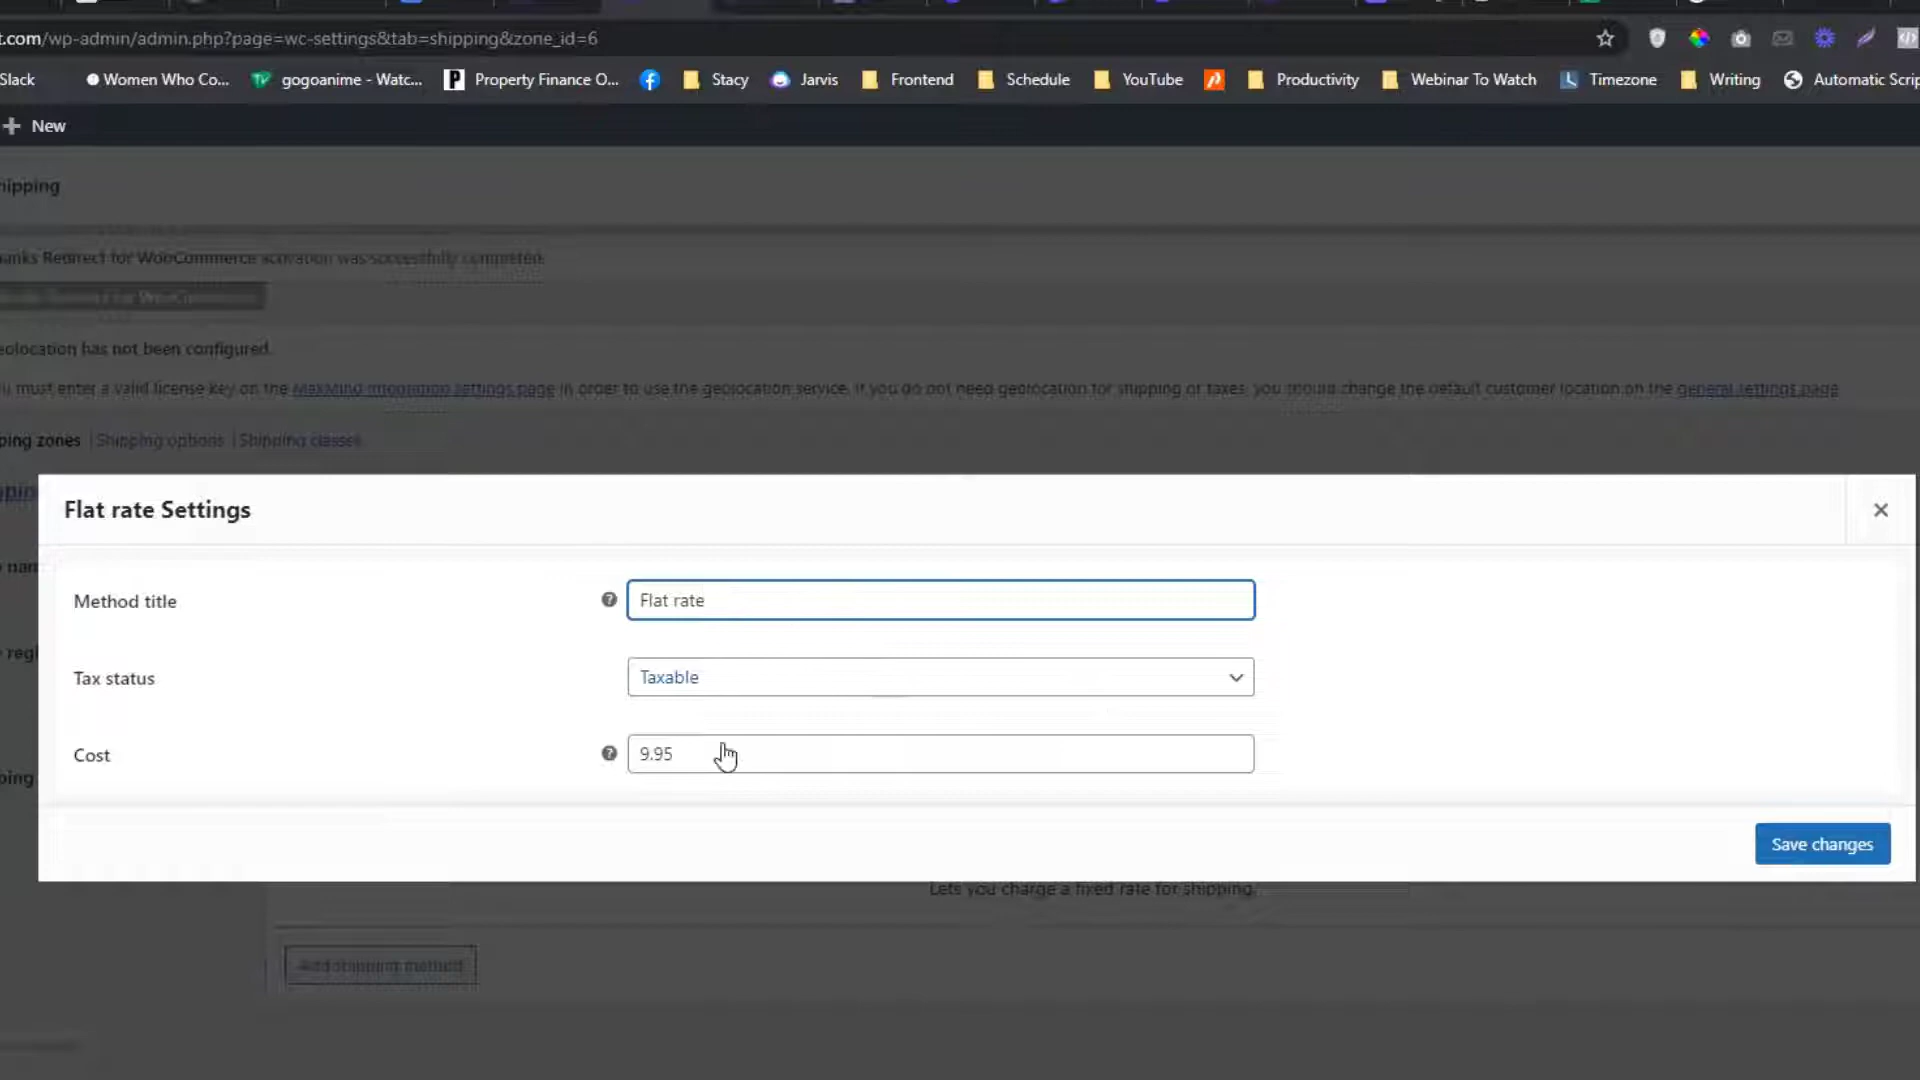 t.com/wp-admin/admin.php?page=wc-settings&tab=shipping&zone_id=6
Slack Women Who Co... gogoanime - Watc... Property Finance O... Stacy Jarvis Frontend Schedule YouTube Productivity Webinar To Watch Timezone Writing Automatic Scrip
+ New
hipping
hanks Redirect for WooCommerce activation was successfully completed.
eolocation has not been configured.
u must enter a valid license key on the MaxMind integration settings page in order to use the geolocation service. If you do not need geolocation for shipping or taxes, you should change the default customer location on the general settings page
ping zones | Shipping options | Shipping classes
Flat rate Settings
Method title
Flat rate
Tax status
Taxable
Cost
9.95
Save changes
Lets you charge a fixed rate for shipping.
Add shipping method